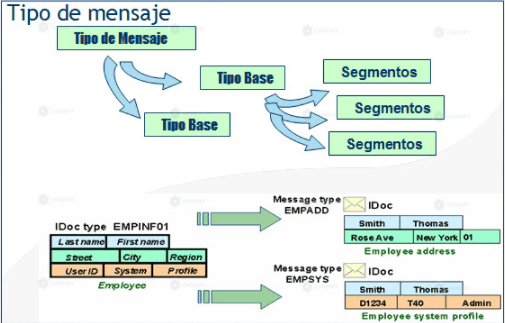 Tipo de mensaje
Tipo de Mensaje
Tipo Base
Segmentos
Segmentos
Tipo Base
Segmentos
Message type
EMPADD
IDoc
IDoc type EMPINF01
Smith Thomas
Last name First name
Rose Ave New York 01
Street City Region
Employee address
User ID System Profile
Message type
EMPSYS
IDoc
Employee
Smith Thomas
D1234 T40 Admin
Employee system profile